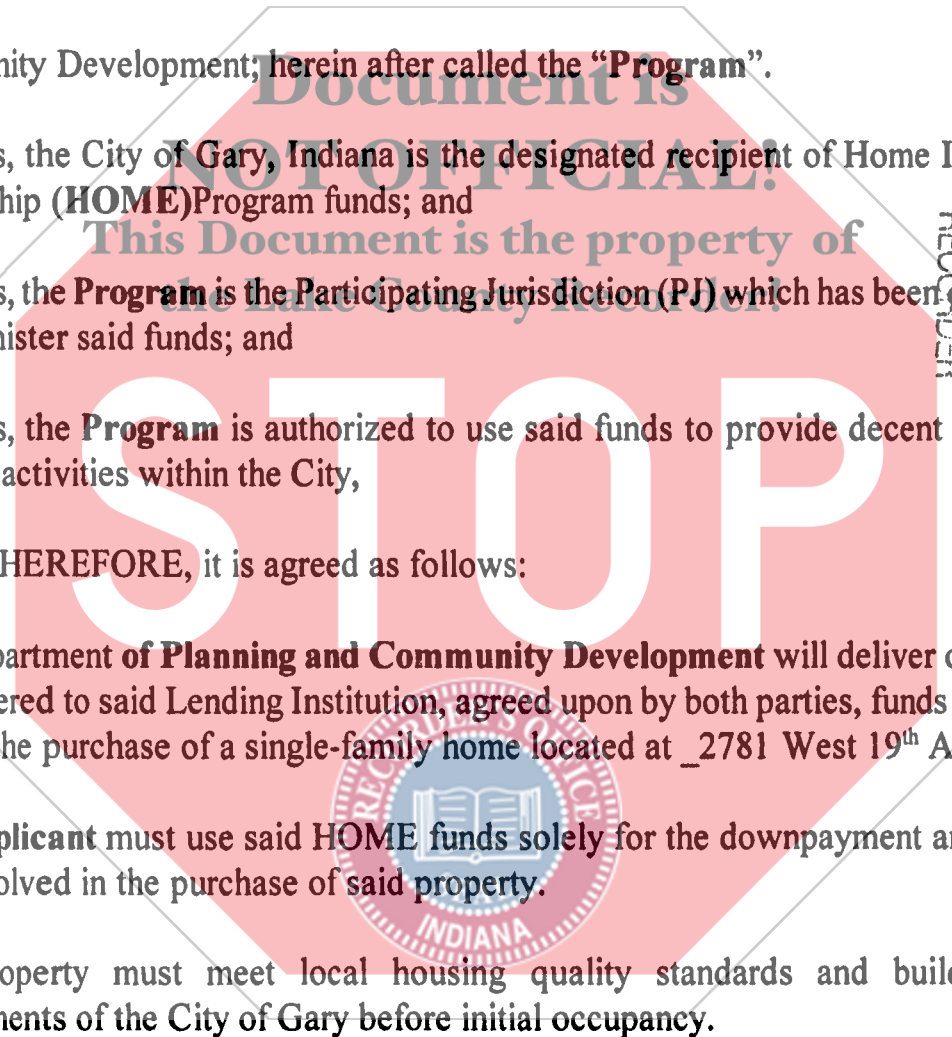 nity Development; herein after called the “Program”.
Document is
s, the City of Gary, Indiana is the designated recipient of Home I
NOT OFFICIAL!
ship (HOME)Program funds; and
This Document is the property of
s, the Program is the Participating Jurisdiction (PJ) which has been
the Lake County Recorder!
RECORDER
nister said funds; and
STOP
s, the Program is authorized to use said funds to provide decent
activities within the City,
HEREFORE, it is agreed as follows:
partment of Planning and Community Development will deliver
ered to said Lending Institution, agreed upon by both parties, funds
he purchase of a single-family home located at _2781 West 19th A
RECORDER'S OFFICE
plicant must use said HOME funds solely for the downpayment a
olved in the purchase of said property.
INDIANA
operty must meet local housing quality standards and buil
nents of the City of Gary before initial occupancy.